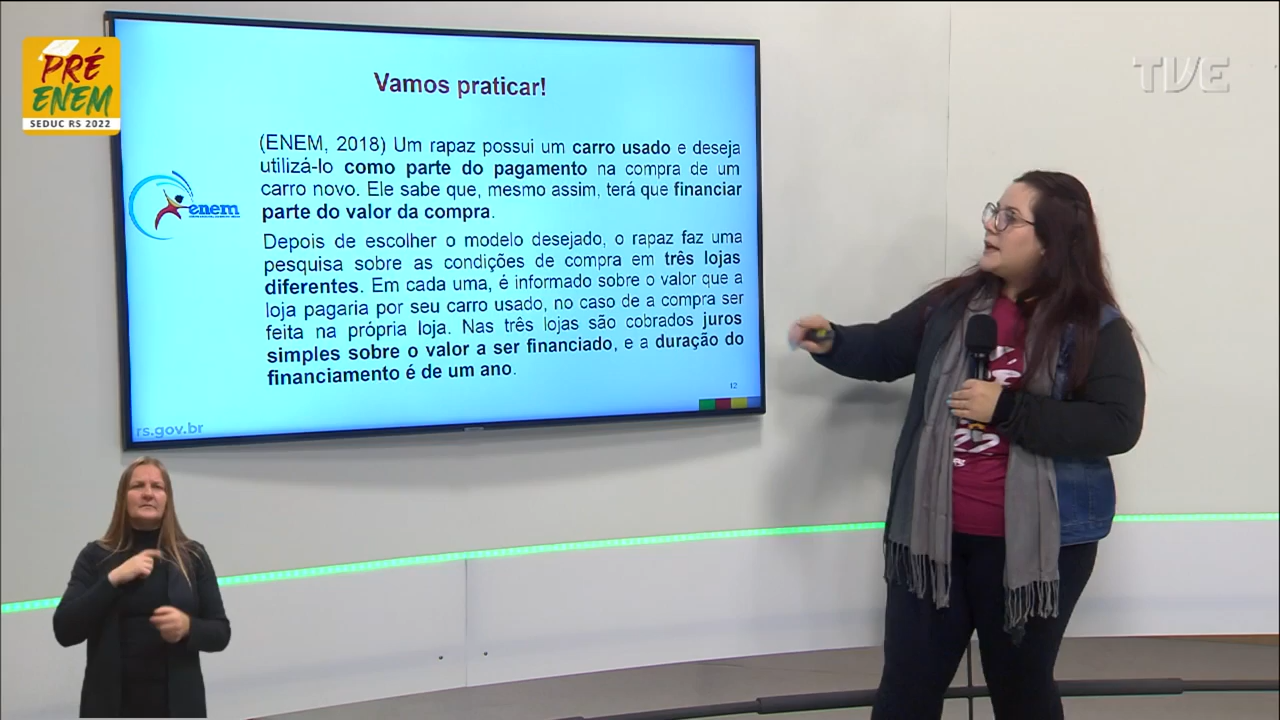 PRÉ
ENEM
SEDUC RS 2022
TVE
Vamos praticar!
(ENEM, 2018) Um rapaz possui um carro usado e deseja
utilizá-lo como parte do pagamento na compra de um
carro novo. Ele sabe que, mesmo assim, terá que financiar
parte do valor da compra.
enem
Depois de escolher o modelo desejado, o rapaz faz uma
pesquisa sobre as condições de compra em três lojas
diferentes. Em cada uma, é informado sobre o valor que a
loja pagaria por seu carro usado, no caso de a compra ser
feita na própria loja. Nas três lojas são cobrados juros
simples sobre o valor a ser financiado, e a duração do
financiamento é de um ano.
12
rs.gov.br
22